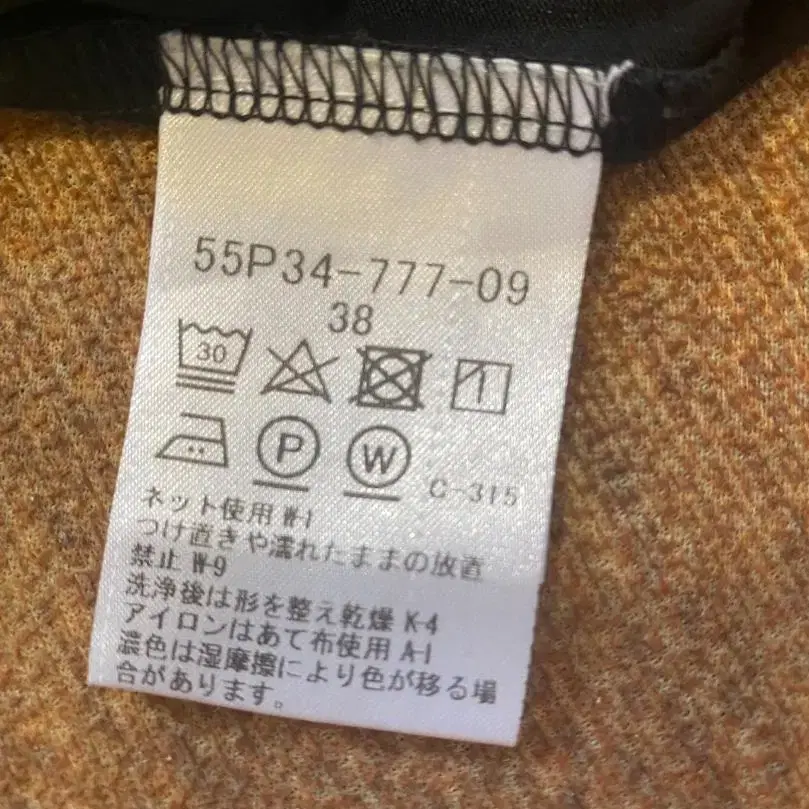 55P34-777-09
38
30
P W C-315
ネット使用 W-1
つけ置きや濡れたままの放置
禁止 W-9
洗浄後は形を整え乾燥 K-4
アイロンはあて布使用 A-1
濃色は湿摩擦により色が移る場
合があります。